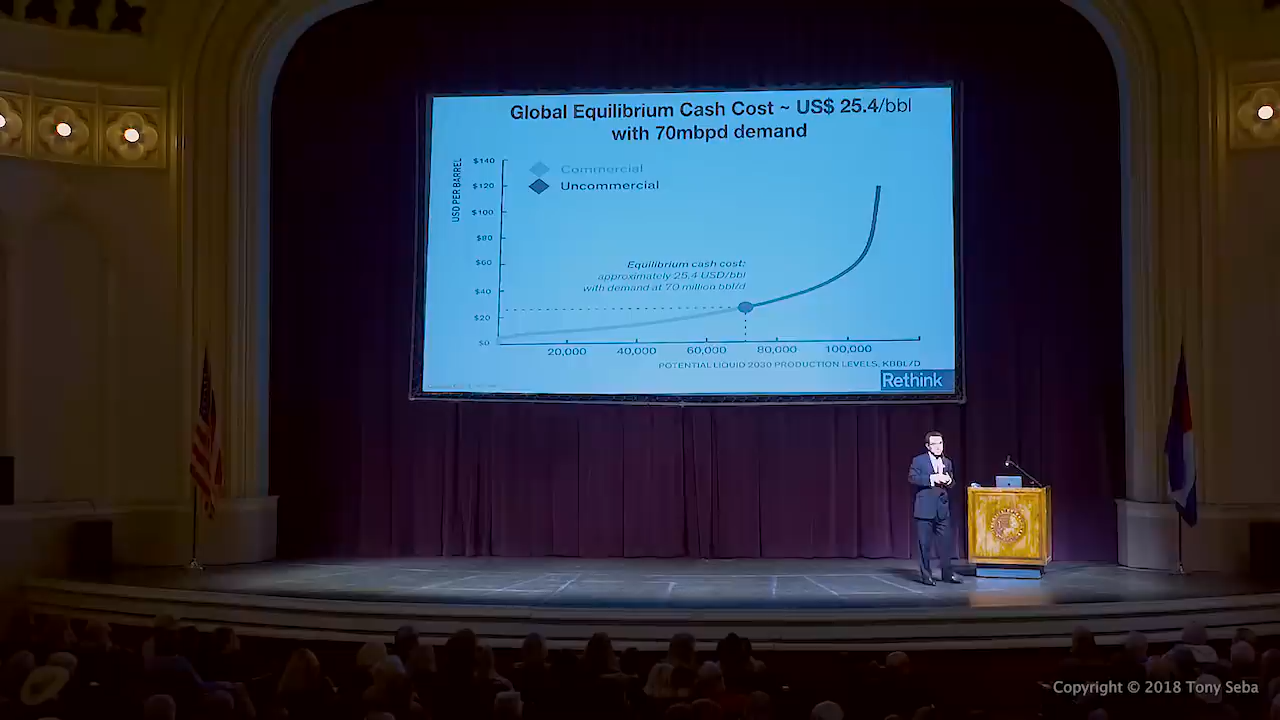 Global Equilibrium Cash Cost ~ US$ 25.4/bbl
with 70mbpd demand
USD PER BARREL
$140
$120
$100
$80
$60
$40
$20
$0
Commercial
Uncommercial
Equilibrium cash cost:
approximately 25.4 USD/bbl
with demand at 70 million bbl/d
20,000 40,000 60,000 80,000 100,000
POTENTIAL LIQUID 2030 PRODUCTION LEVELS, KBBL/D
Rethink
Copyright © 2018 Tony Seba